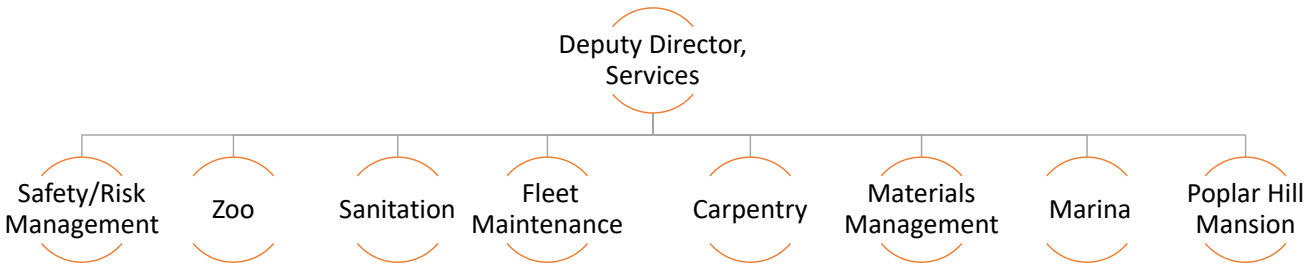 Deputy Director,
Services
Safety/Risk
Management
Zoo
Sanitation
Fleet
Maintenance
Carpentry
Materials
Management
Marina
Poplar Hill
Mansion